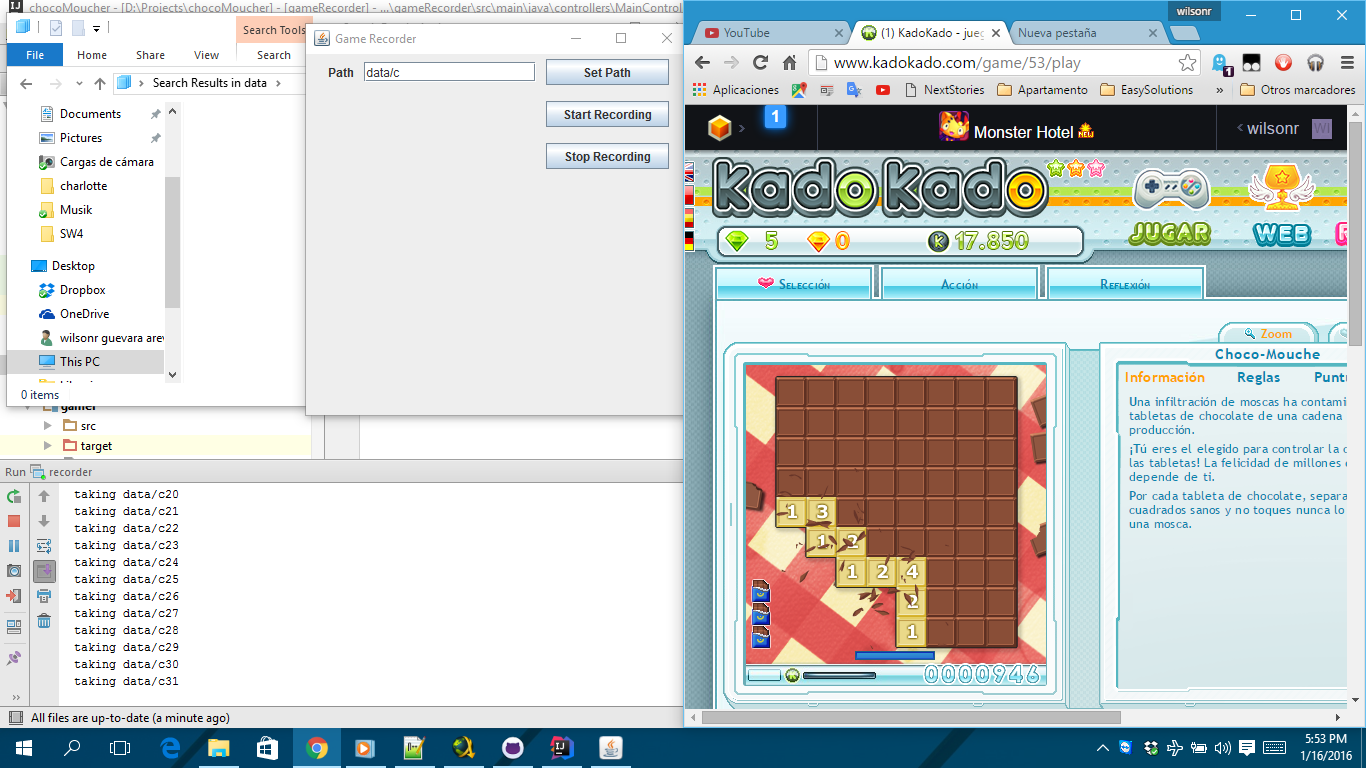 chocoMoucher - [D:\Projects\chocoMoucher] - [gameRecorder] - ...\gameRecorder\src\main\java\controllers\MainControl
Search Tools
File Home Share View Search
Search Results in data
Documents
Pictures
Cargas de cámara
charlotte
Musik
SW4
Desktop
Dropbox
OneDrive
wilsonr guevara arev
This PC
0 items
Game Recorder
Path data/c Set Path
Start Recording
Stop Recording
gamer
src
target
Run recorder
taking data/c20
taking data/c21
taking data/c22
taking data/c23
taking data/c24
taking data/c25
taking data/c26
taking data/c27
taking data/c28
taking data/c29
taking data/c30
taking data/c31
All files are up-to-date (a minute ago)
wilsonr
YouTube (1) KadoKado - jueg Nueva pestaña
www.kadokado.com/game/53/play 1
Aplicaciones NextStories Apartamento EasySolutions » Otros marcadores
1 Monster Hotel NEW wilsonr WI
kadokado
JUGAR WEB R
5 0 K 17.850
Selección Acción Reflexión
Zoom
Choco-Mouche
Información Reglas Puntu
Una infiltración de moscas ha contami
tabletas de chocolate de una cadena
producción.
¡Tú eres el elegido para controlar la c
las tabletas! La felicidad de millones
depende de ti.
Por cada tableta de chocolate, separa
cuadrados sanos y no toques nunca lo
una mosca.
1 3
1 2
1 2 4
2
1
0000946
5:53 PM
1/16/2016